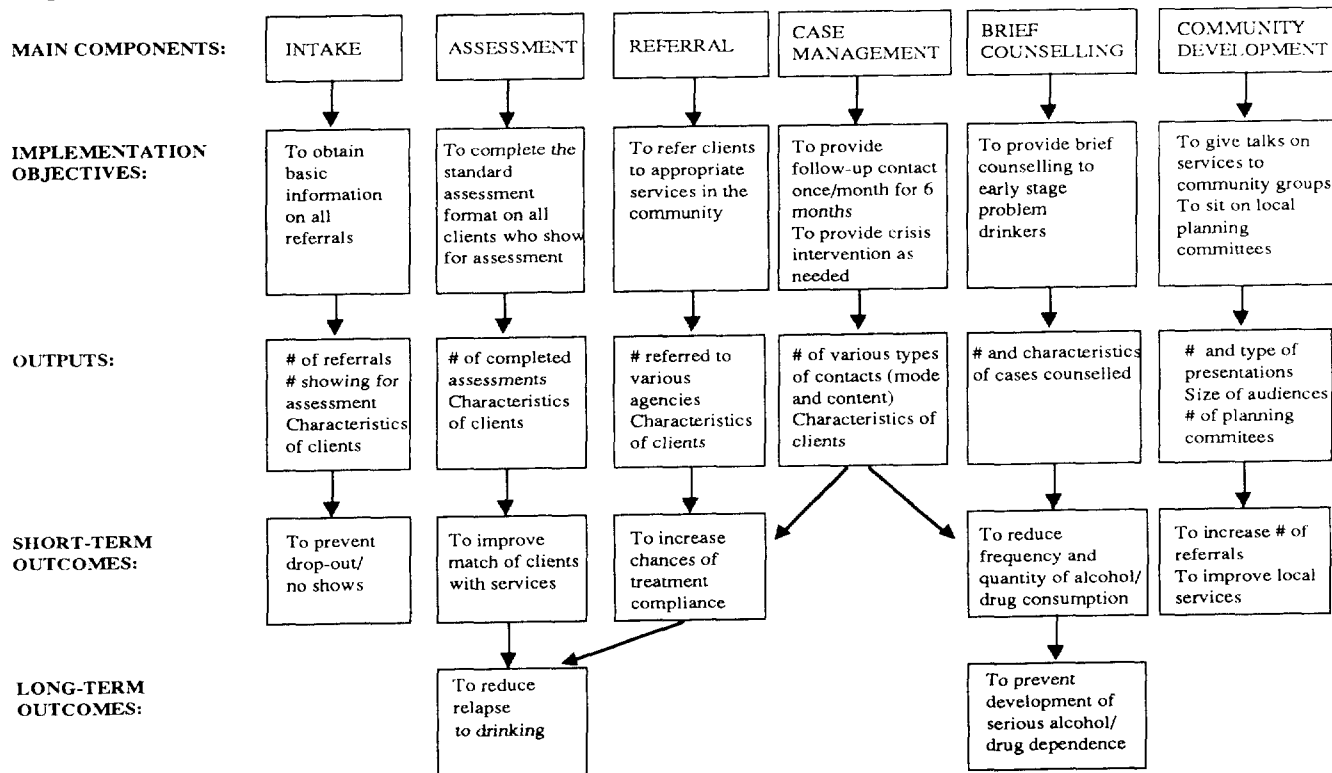 MAIN COMPONENTS:
INTAKE
ASSESSMENT
REFERRAL
CASE
MANAGEMENT
BRIEF
COUNSELLING
COMMUNITY
DEVELOPMENT
IMPLEMENTATION
OBJECTIVES:
To obtain
basic
information
on all
referrals
To complete the
standard
assessment
format on all
clients who show
for assessment
To refer clients
to appropriate
services in the
community
To provide
follow-up contact
once/month for 6
months
To provide crisis
intervention as
needed
To provide brief
counselling to
early stage
problem
drinkers
To give talks on
services to
community groups
To sit on local
planning
committees
OUTPUTS:
# of referrals
# showing for
assessment
Characteristics
of clients
# of completed
assessments
Characteristics
of clients
# referred to
various
agencies
Characteristics
of clients
# of various types
of contacts (mode
and content)
Characteristics of
clients
# and characteristics
of cases counselled
# and type of
presentations
Size of audiences
# of planning
commitees
SHORT-TERM
OUTCOMES:
To prevent
drop-out/
no shows
To improve
match of clients
with services
To increase
chances of
treatment
compliance
To reduce
frequency and
quantity of alcohol/
drug consumption
To increase # of
referrals
To improve local
services
LONG-TERM
OUTCOMES:
To reduce
relapse
to drinking
To prevent
development of
serious alcohol/
drug dependence